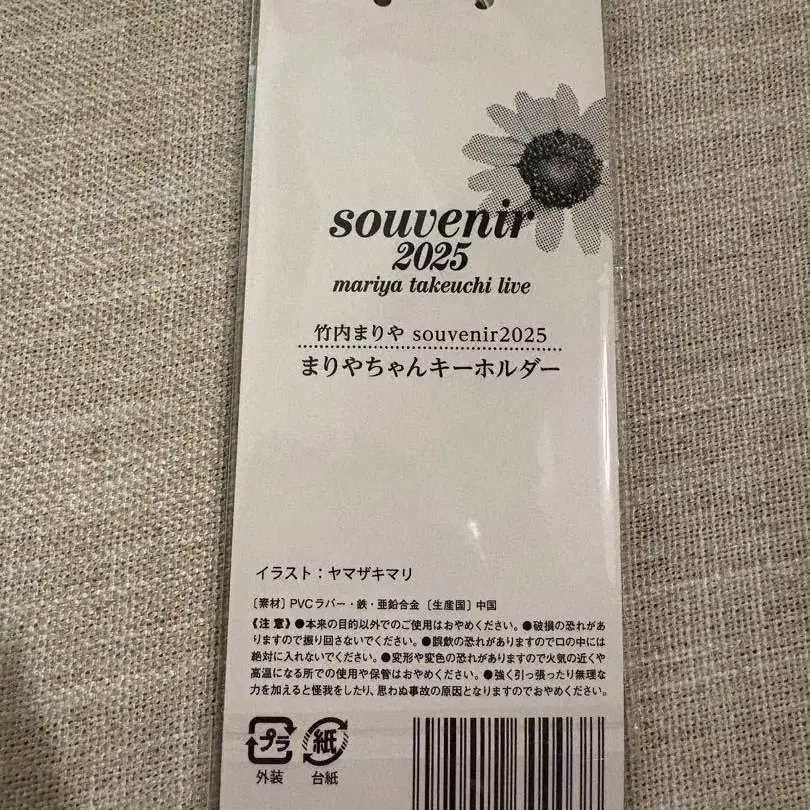 souvenir
2025
mariya takeuchi live
竹内まりや souvenir2025
まりやちゃんキーホルダー
イラスト：ヤマザキマリ
〔素材〕PVCラバー・鉄・亜鉛合金〔生産国〕中国
《注意》●本来の目的以外でのご使用はおやめください。●破損の恐れがあ
りますので振り回さないでください。●誤飲の恐れがありますので口の中には
絶対に入れないでください。●変形や変色の恐れがありますので火気の近くや
高温になる所での使用や保管はおやめください。●強く引っ張ったり無理な
力を加えると怪我をしたり、思わぬ事故の原因となりますのでおやめください。
プラ 紙
外装 台紙